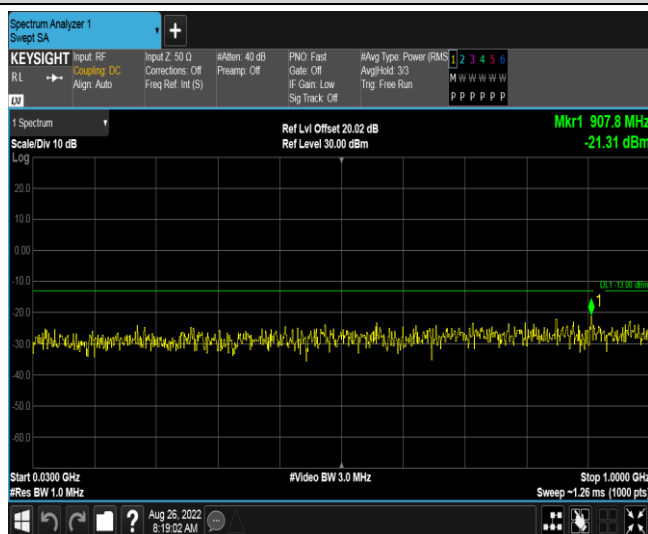 Spectrum Analyzer 1
Swept SA
KEYSIGHT
RL
LXI
Input: RF
Coupling: DC
Align: Auto
Input Z: 50 Ω
Corrections: Off
Freq Ref: Int (S)
#Atten: 40 dB
Preamp: Off
PNO: Fast
Gate: Off
IF Gain: Low
Sig Track: Off
#Avg Type: Power (RMS
Avg|Hold: 3/3
Trig: Free Run
1 2 3 4 5 6
M W W W W W
P P P P P P
1 Spectrum
Scale/Div 10 dB
Ref Lvl Offset 20.02 dB
Ref Level 30.00 dBm
Mkr1 907.8 MHz
-21.31 dBm
Log
20.0
10.0
0.00
-10.0
DL1 -13.00 dBm
1
-20.0
-30.0
-40.0
-50.0
-60.0
Start 0.0300 GHz
#Video BW 3.0 MHz
Stop 1.0000 GHz
#Res BW 1.0 MHz
Sweep ~1.26 ms (1000 pts)
?
Aug 26, 2022
8:19:02 AM